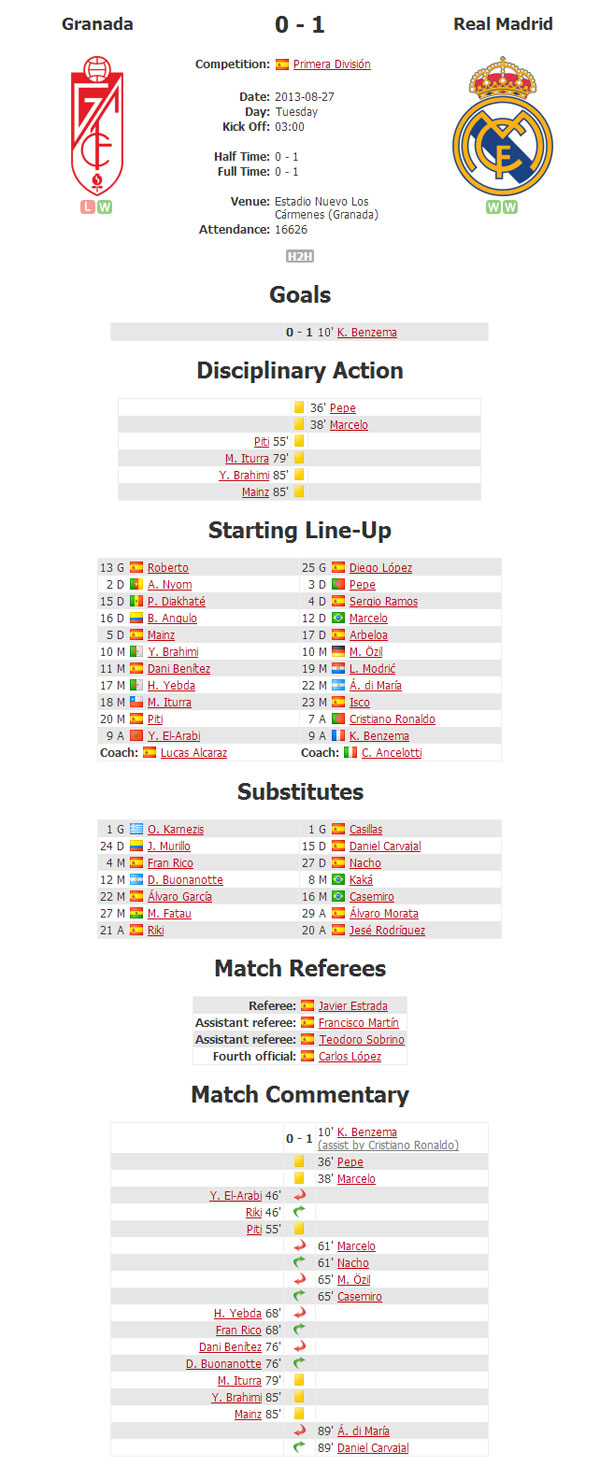 Granada 0 - 1 Real Madrid
Competition: Primera División
Date: 2013-08-27
Day: Tuesday
Kick Off: 03:00
Half Time: 0 - 1
Full Time: 0 - 1
Venue: Estadio Nuevo Los
Cármenes (Granada)
Attendance: 16626
L W
W W
H2H
Goals
0 - 1 10' K. Benzema
Disciplinary Action
36' Pepe
38' Marcelo
Piti 55'
M. Iturra 79'
Y. Brahimi 85'
Mainz 85'
Starting Line-Up
13 G Roberto 25 G Diego López
2 D A. Nyom 3 D Pepe
15 D P. Diakhaté 4 D Sergio Ramos
16 D B. Angulo 12 D Marcelo
5 D Mainz 17 D Arbeloa
10 M Y. Brahimi 10 M M. Özil
11 M Dani Benítez 19 M L. Modrić
17 M H. Yebda 22 M Á. di María
18 M M. Iturra 23 M Isco
20 M Piti 7 A Cristiano Ronaldo
9 A Y. El-Arabi 9 A K. Benzema
Coach: Lucas Alcaraz Coach: C. Ancelotti
Substitutes
1 G O. Karnezis 1 G Casillas
24 D J. Murillo 15 D Daniel Carvajal
4 M Fran Rico 27 D Nacho
12 M D. Buonanotte 8 M Kaká
22 M Álvaro García 16 M Casemiro
27 M M. Fatau 29 A Álvaro Morata
21 A Riki 20 A Jesé Rodríguez
Match Referees
Referee: Javier Estrada
Assistant referee: Francisco Martín
Assistant referee: Teodoro Sobrino
Fourth official: Carlos López
Match Commentary
0 - 1 10' K. Benzema
(assist by Cristiano Ronaldo)
36' Pepe
38' Marcelo
Y. El-Arabi 46'
Riki 46'
Piti 55'
61' Marcelo
61' Nacho
65' M. Özil
65' Casemiro
H. Yebda 68'
Fran Rico 68'
Dani Benítez 76'
D. Buonanotte 76'
M. Iturra 79'
Y. Brahimi 85'
Mainz 85'
89' Á. di María
89' Daniel Carvajal